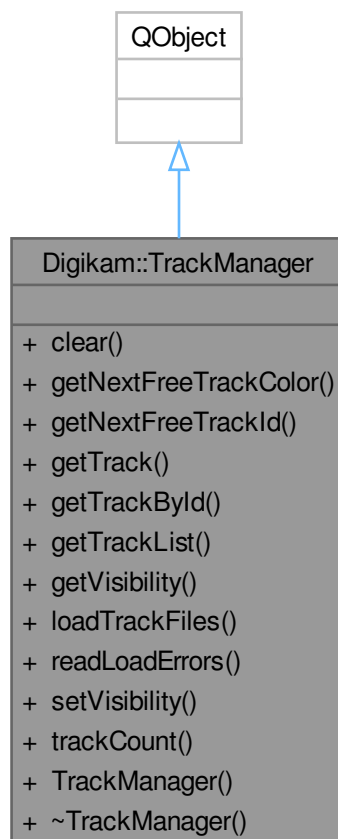 QObject
Digikam::TrackManager
+ clear()
+ getNextFreeTrackColor()
+ getNextFreeTrackId()
+ getTrack()
+ getTrackById()
+ getTrackList()
+ getVisibility()
+ loadTrackFiles()
+ readLoadErrors()
+ setVisibility()
+ trackCount()
+ TrackManager()
+ ~TrackManager()